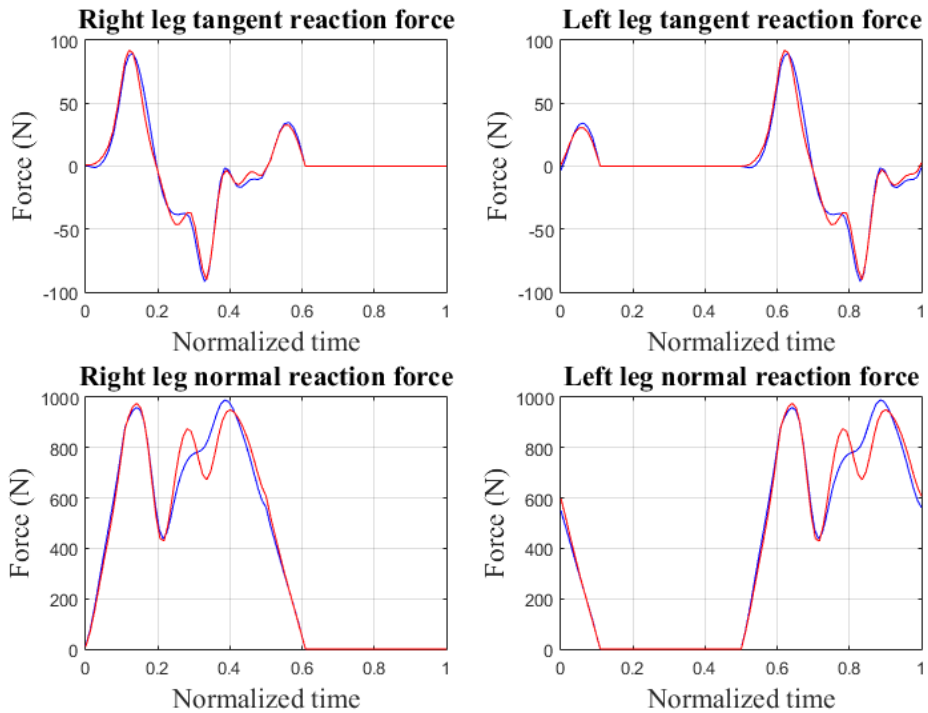 Right leg tangent reaction force
100
50
0
-50
-100
Force (N)
0 0.2 0.4 0.6 0.8 1
Normalized time
Left leg tangent reaction force
100
50
0
-50
-100
Force (N)
0 0.2 0.4 0.6 0.8 1
Normalized time
Right leg normal reaction force
1000
800
600
400
200
0
Force (N)
0 0.2 0.4 0.6 0.8 1
Normalized time
Left leg normal reaction force
1000
800
600
400
200
0
Force (N)
0 0.2 0.4 0.6 0.8 1
Normalized time